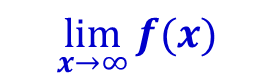 lim f(x)
x→∞